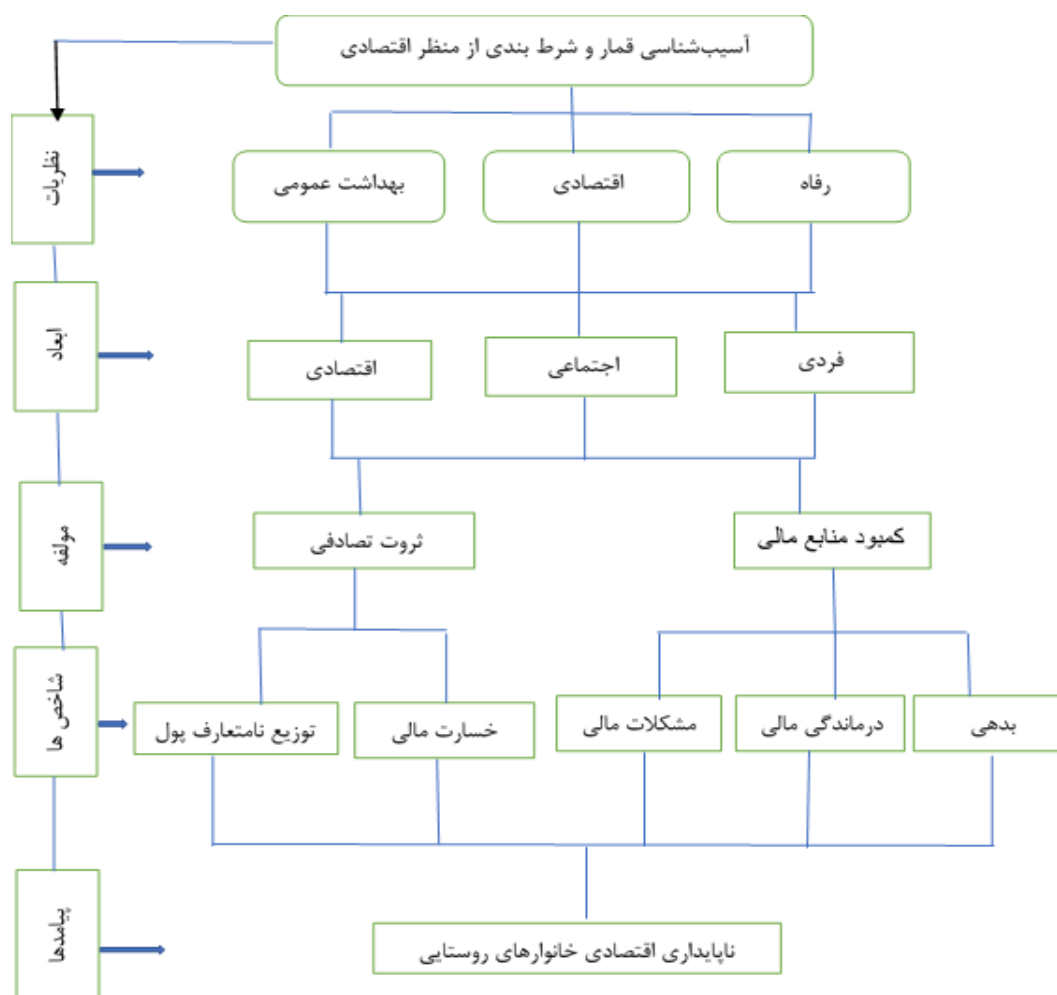 آسیب‌شناسی قمار و شرط بندی از منظر اقتصادی
نظریات
رفاه
اقتصادی
بهداشت عمومی
ابعاد
فردی
اجتماعی
اقتصادی
مولفه
کمبود منابع مالی
ثروت تصادفی
شاخص ها
بدهی
درماندگی مالی
مشکلات مالی
خسارت مالی
توزیع نامتعارف پول
پیامدها
ناپایداری اقتصادی خانوارهای روستایی